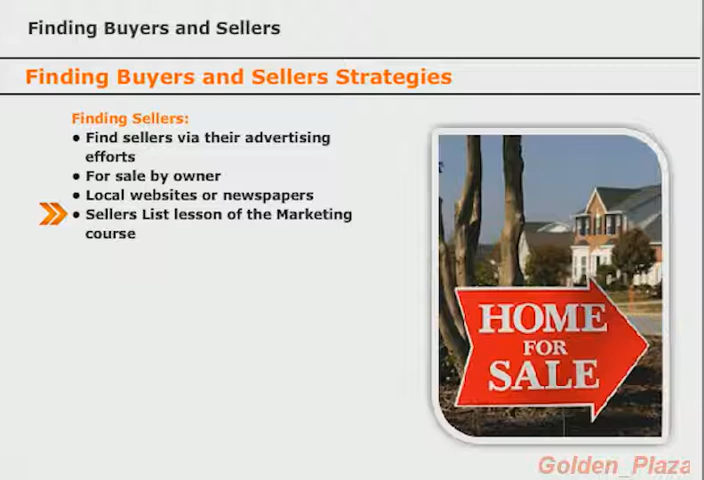 Finding Buyers and Sellers
Finding Buyers and Sellers Strategies
Finding Sellers:
● Find sellers via their advertising
efforts
● For sale by owner
● Local websites or newspapers
● Sellers List lesson of the Marketing
course
HOME
FOR
SALE
Golden_Plaza